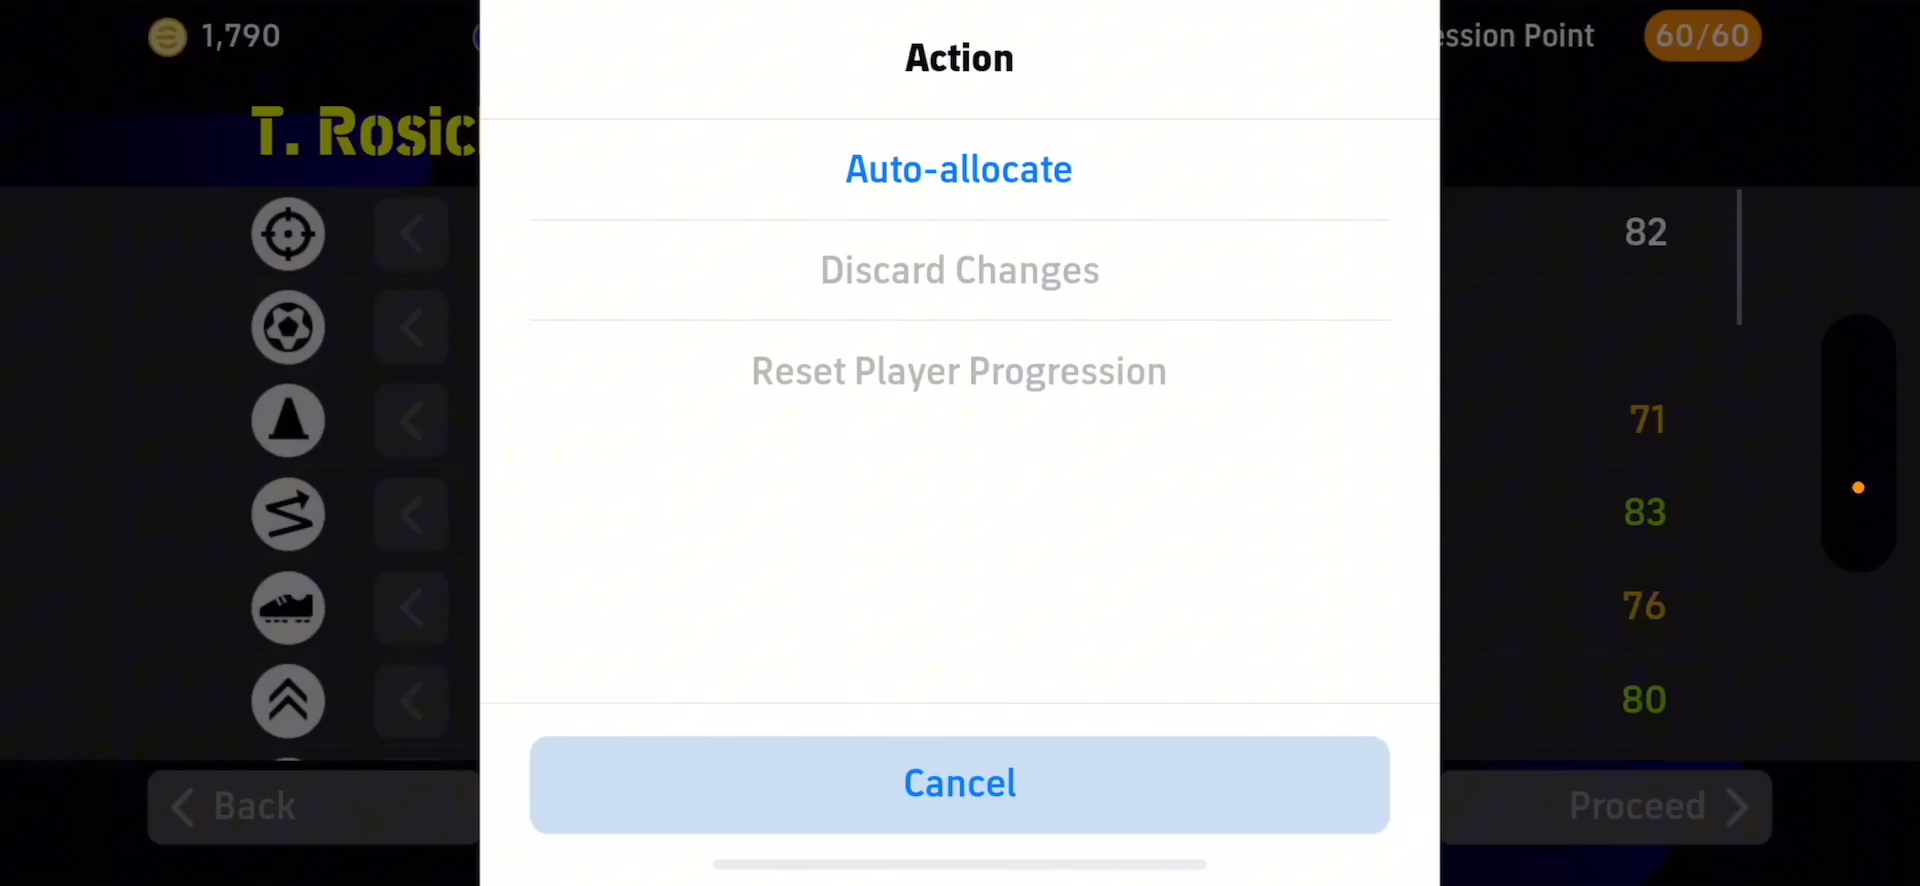 1,790
Action
ession Point
60/60
T. Rosic
Auto-allocate
82
Discard Changes
Reset Player Progression
71
83
76
80
Cancel
Back
Proceed